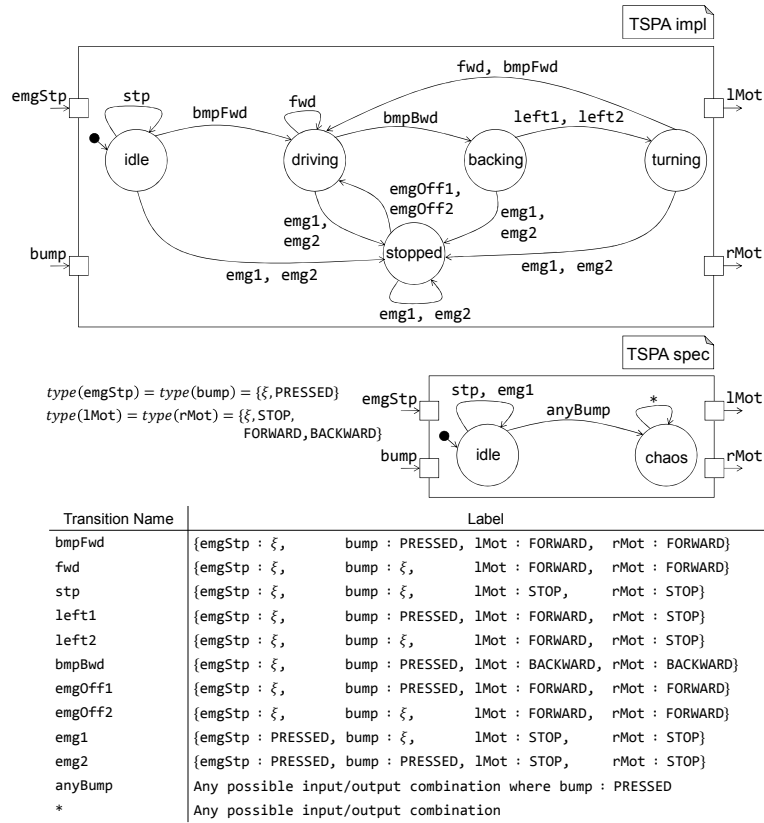 TSPA impl
fwd, bmpFwd
emgStp
stp
bmpFwd
fwd
bmpBwd
left1, left2
lMot
idle
driving
backing
turning
emgOff1,
emgOff2
emg1,
emg2
emg1,
emg2
bump
stopped
rMot
emg1, emg2
emg1, emg2
emg1, emg2
TSPA spec
type(emgStp) = type(bump) = {ξ,PRESSED}
type(lMot) = type(rMot) = {ξ,STOP,
FORWARD,BACKWARD}
emgStp
stp, emg1
anyBump
*
lMot
bump
idle
chaos
rMot
Transition Name Label
bmpFwd {emgStp : ξ, bump : PRESSED, lMot : FORWARD, rMot : FORWARD}
fwd {emgStp : ξ, bump : ξ, lMot : FORWARD, rMot : FORWARD}
stp {emgStp : ξ, bump : ξ, lMot : STOP, rMot : STOP}
left1 {emgStp : ξ, bump : PRESSED, lMot : FORWARD, rMot : STOP}
left2 {emgStp : ξ, bump : ξ, lMot : FORWARD, rMot : STOP}
bmpBwd {emgStp : ξ, bump : PRESSED, lMot : BACKWARD, rMot : BACKWARD}
emgOff1 {emgStp : ξ, bump : PRESSED, lMot : FORWARD, rMot : FORWARD}
emgOff2 {emgStp : ξ, bump : ξ, lMot : FORWARD, rMot : FORWARD}
emg1 {emgStp : PRESSED, bump : ξ, lMot : STOP, rMot : STOP}
emg2 {emgStp : PRESSED, bump : PRESSED, lMot : STOP, rMot : STOP}
anyBump Any possible input/output combination where bump : PRESSED
* Any possible input/output combination